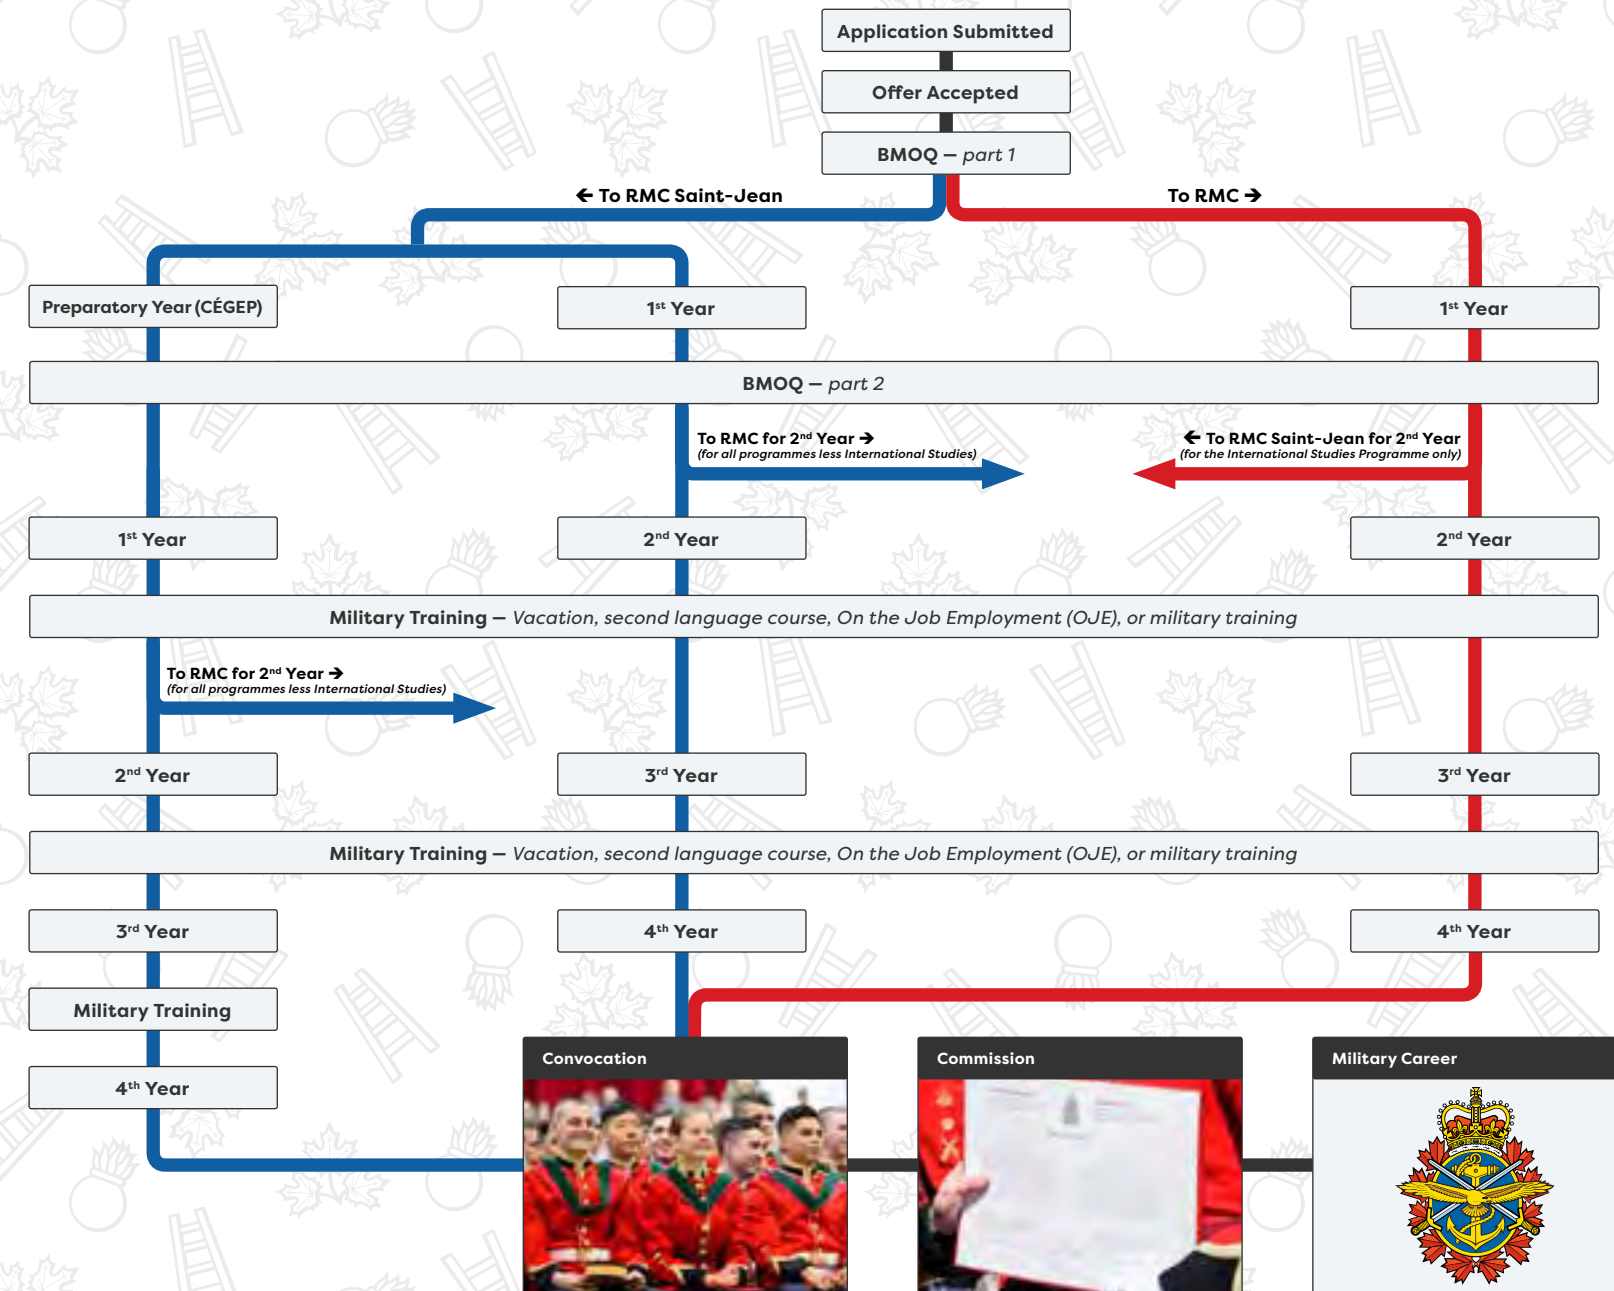 Application Submitted
Offer Accepted
BMOQ – part 1
← To RMC Saint-Jean
To RMC →
Preparatory Year (CÉGEP)
1st Year
1st Year
BMOQ – part 2
To RMC for 2nd Year →
(for all programmes less International Studies)
← To RMC Saint-Jean for 2nd Year
(for the International Studies Programme only)
1st Year
2nd Year
2nd Year
Military Training – Vacation, second language course, On the Job Employment (OJE), or military training
To RMC for 2nd Year →
(for all programmes less International Studies)
2nd Year
3rd Year
3rd Year
Military Training – Vacation, second language course, On the Job Employment (OJE), or military training
3rd Year
4th Year
4th Year
Military Training
4th Year
Convocation
Commission
Military Career